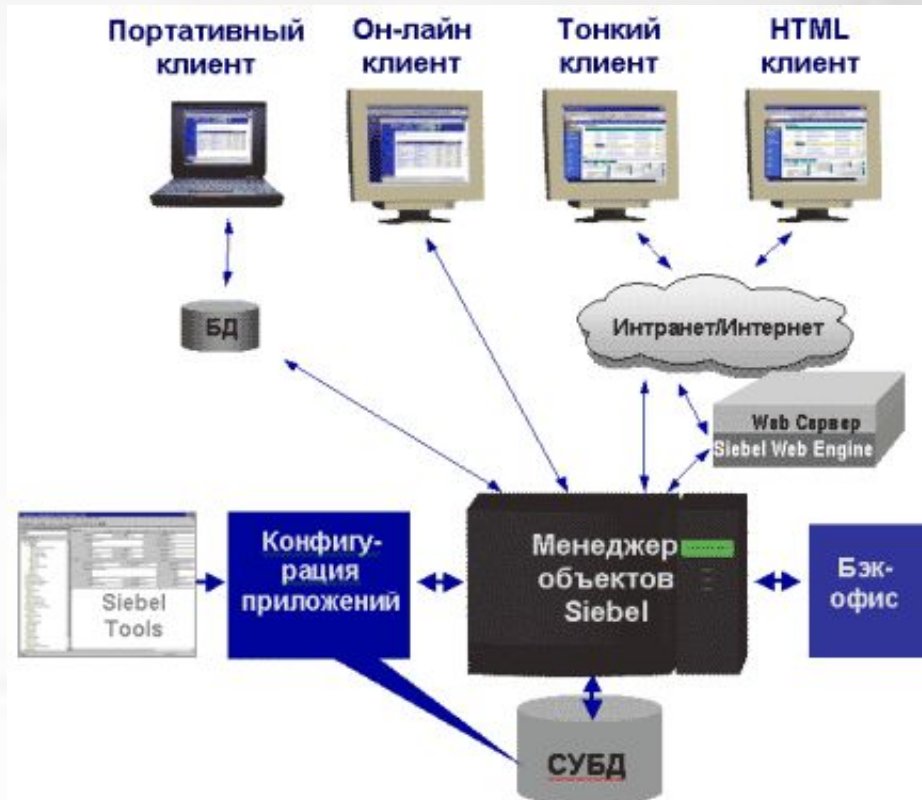 Портативный
клиент
Он-лайн
клиент
Тонкий
клиент
HTML
клиент
БД
Интранет/Интернет
Web Сервер
Siebel Web Engine
Siebel
Tools
Конфигу-
рация
приложений
Менеджер
объектов
Siebel
Бэк-
офис
СУБД